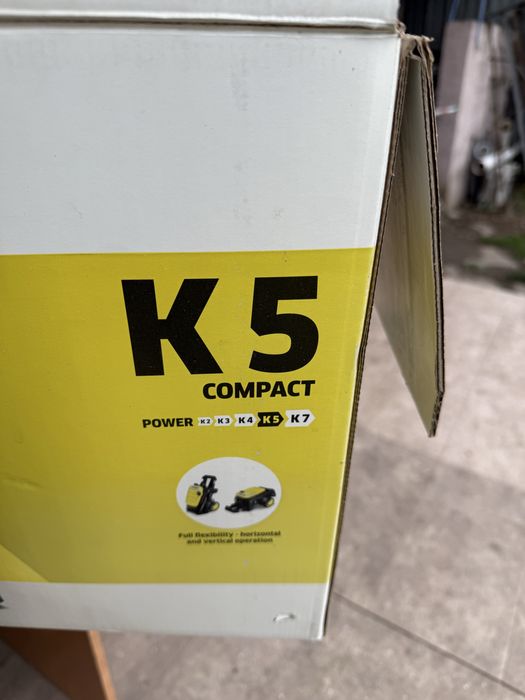 K 5
COMPACT
POWER K2 K3 K4 K5 K7
Full flexibility - horizontal
and vertical operation